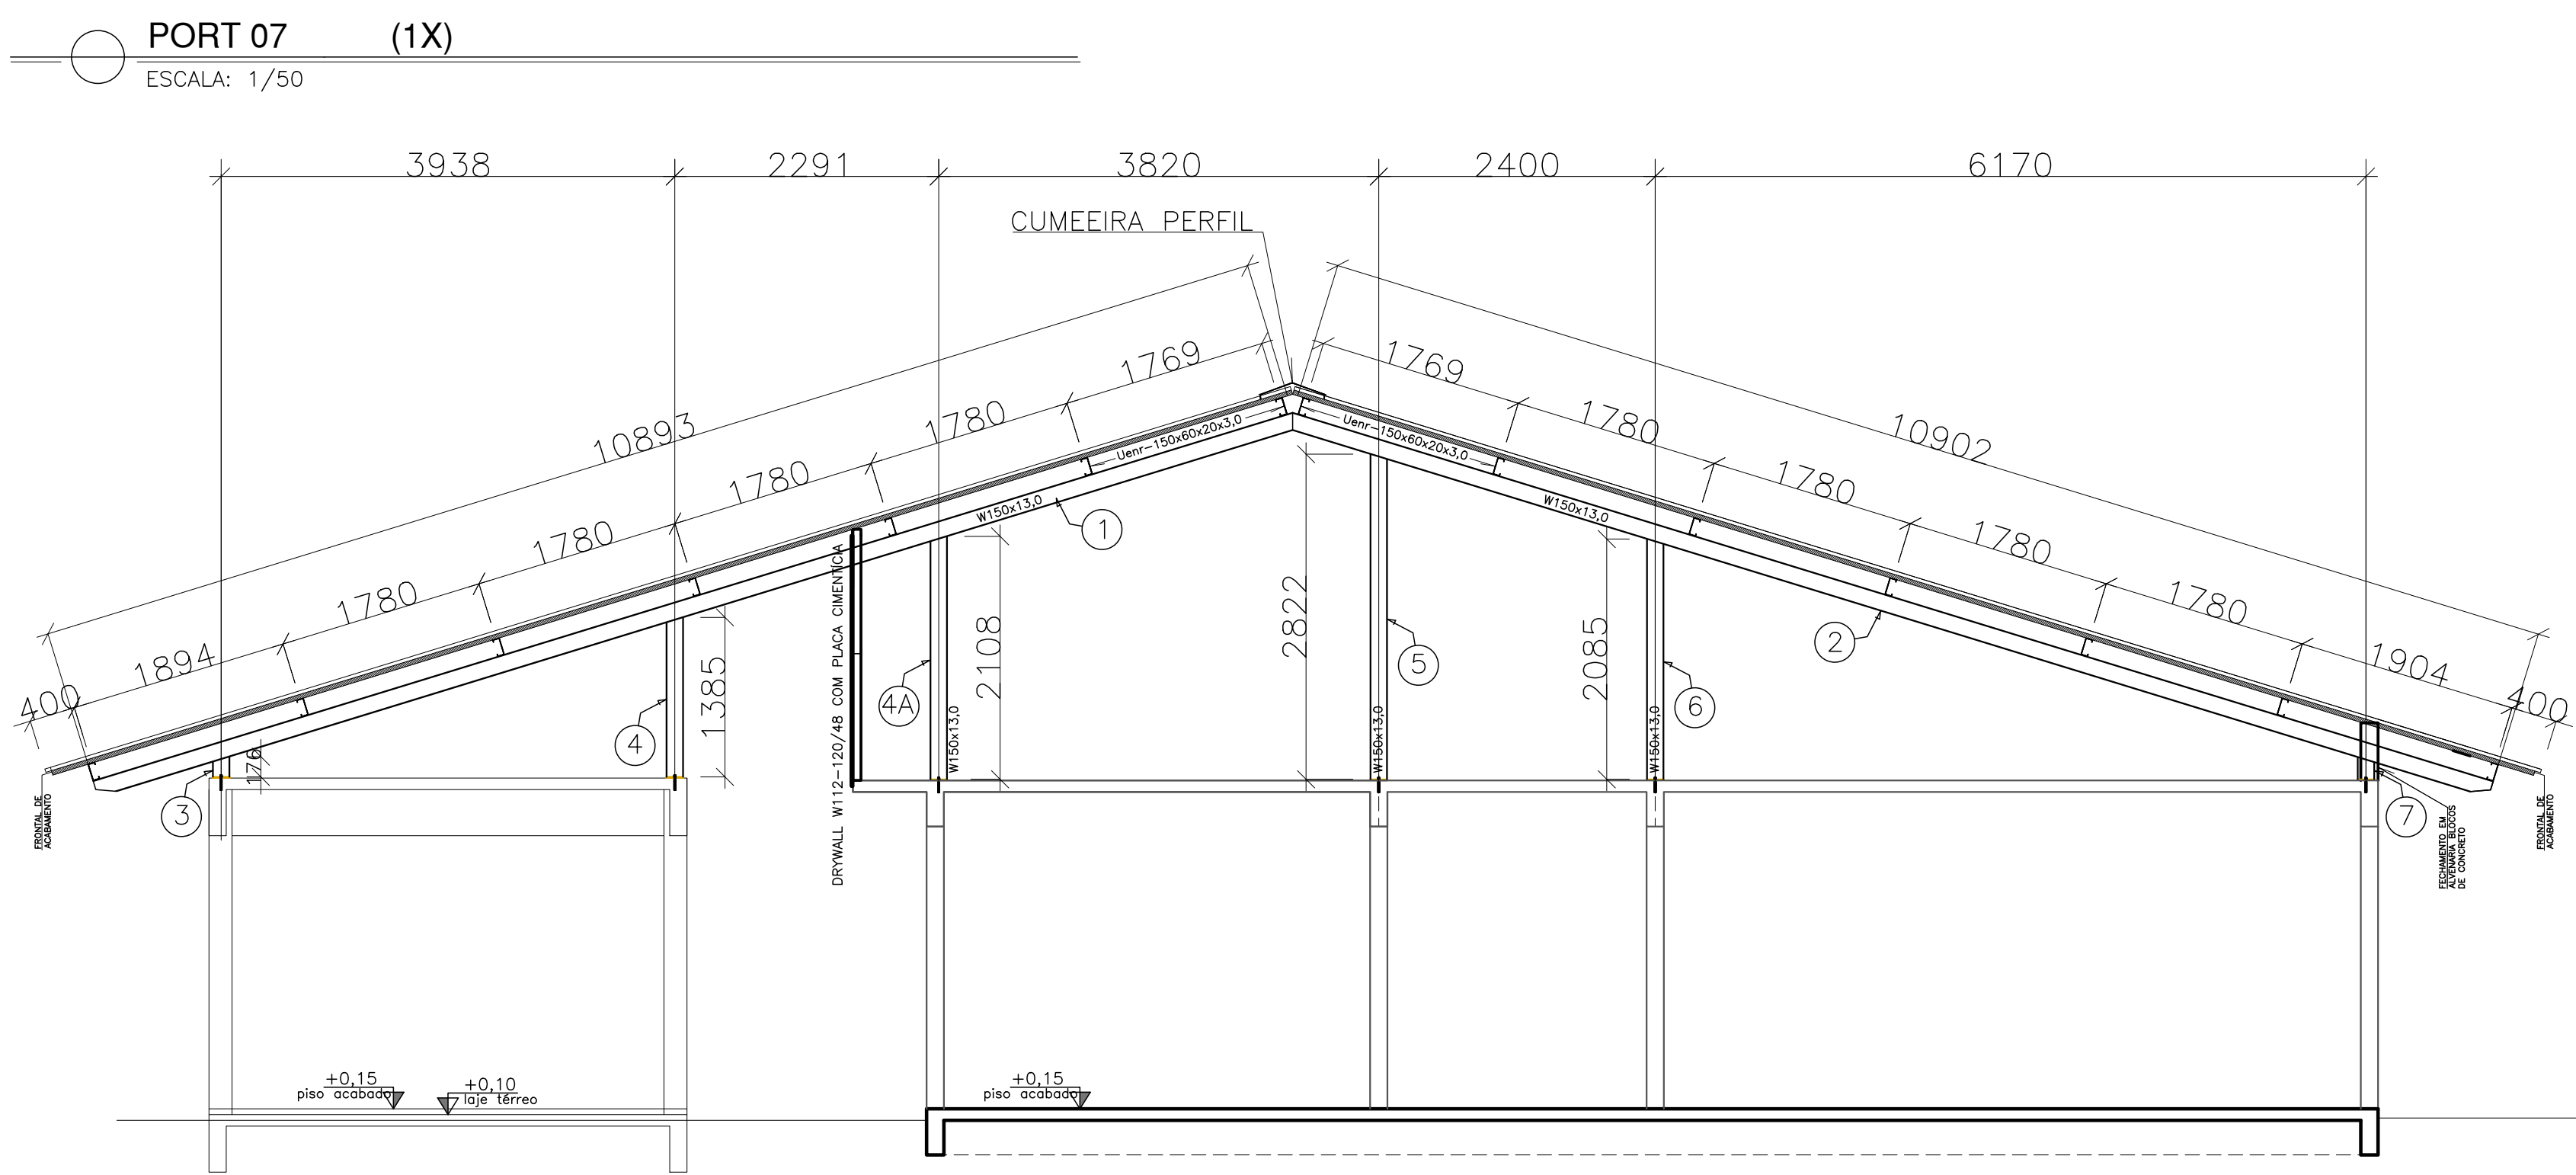 PORT 07 (1X)
ESCALA: 1/50
3938
2291
3820
2400
6170
CUMEEIRA PERFIL
10893
10902
400
1894
1780
1780
1780
1780
1769
1769
1780
1780
1780
1780
1904
400
Uenr-150x60x20x3,0
Uenr-150x60x20x3,0
W150x13,0
W150x13,0
1
2
3
4
4A
5
6
7
176
1385
2108
2822
2085
W150x13,0
W150x13,0
W150x13,0
DRYWALL W112-120/48 COM PLACA CIMENTÍCIA
FRONTAL DE
ACABAMENTO
FECHAMENTO EM
ALVENARIA BLOCOS
DE CONCRETO
FRONTAL DE
ACABAMENTO
+0,15
piso acabado
+0,10
laje térreo
+0,15
piso acabado